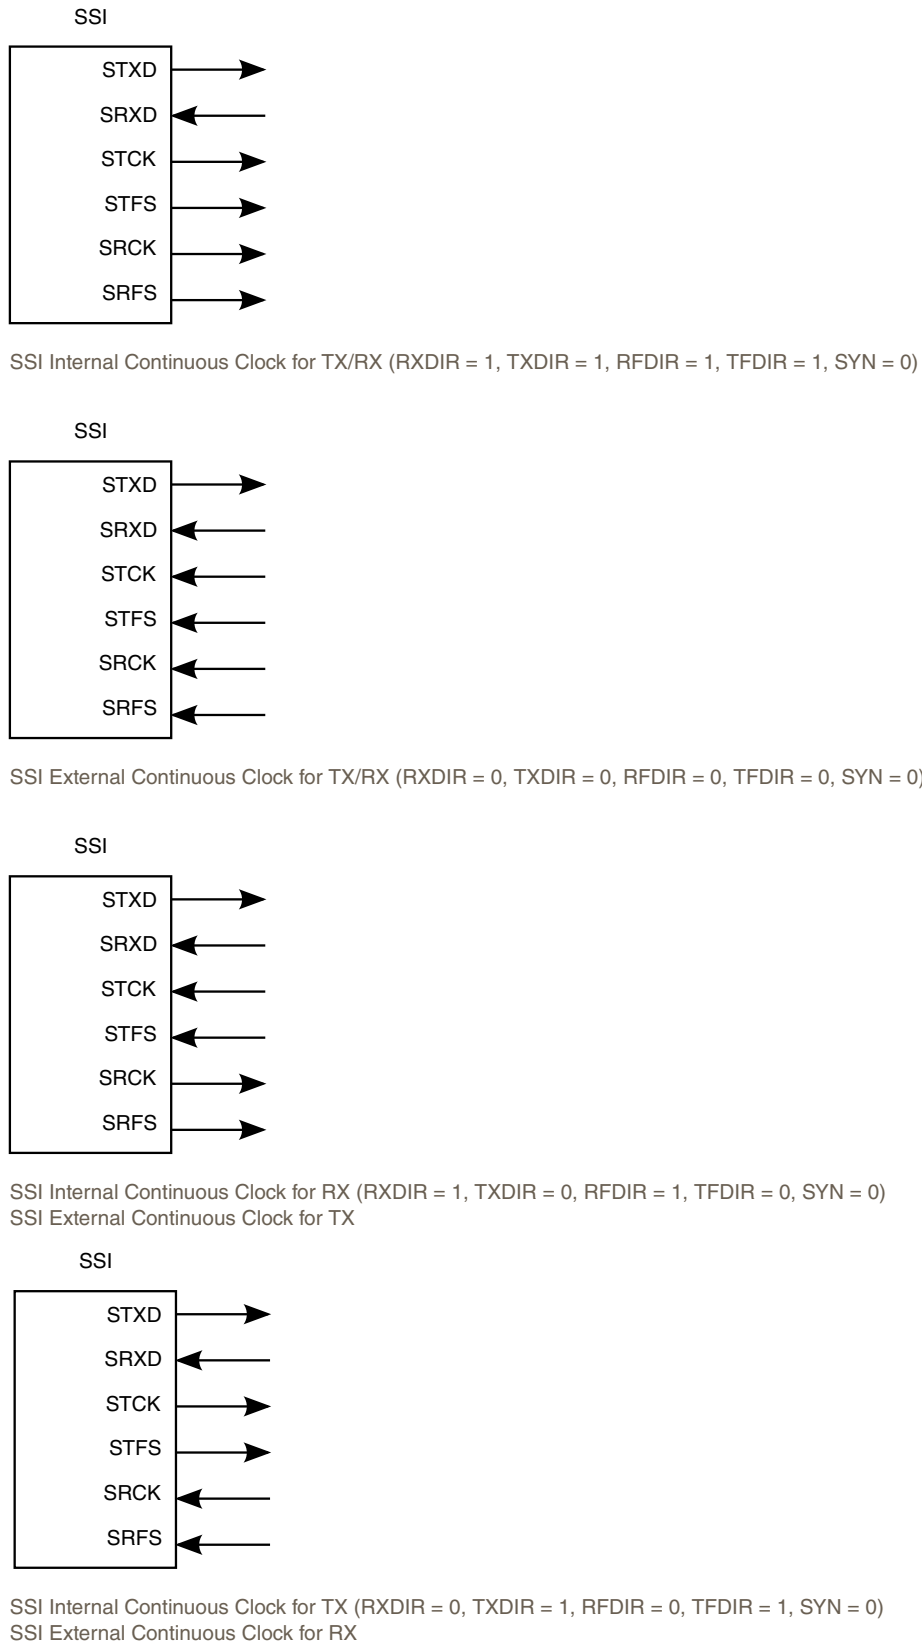 SSI
STXD
SRXD
STCK
STFS
SRCK
SRFS
SSI Internal Continuous Clock for TX/RX (RXDIR = 1, TXDIR = 1, RFDIR = 1, TFDIR = 1, SYN = 0)
SSI
STXD
SRXD
STCK
STFS
SRCK
SRFS
SSI External Continuous Clock for TX/RX (RXDIR = 0, TXDIR = 0, RFDIR = 0, TFDIR = 0, SYN = 0)
SSI
STXD
SRXD
STCK
STFS
SRCK
SRFS
SSI Internal Continuous Clock for RX (RXDIR = 1, TXDIR = 0, RFDIR = 1, TFDIR = 0, SYN = 0)
SSI External Continuous Clock for TX
SSI
STXD
SRXD
STCK
STFS
SRCK
SRFS
SSI Internal Continuous Clock for TX (RXDIR = 0, TXDIR = 1, RFDIR = 0, TFDIR = 1, SYN = 0)
SSI External Continuous Clock for RX